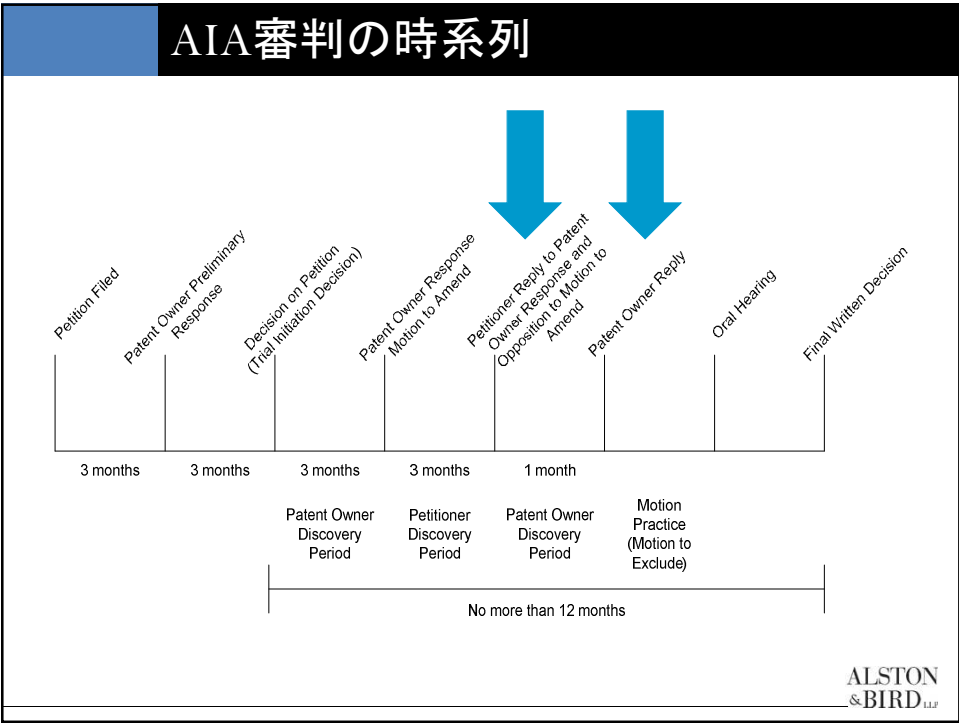 AIA審判の時系列
Petition Filed
Patent Owner Preliminary
Response
Decision on Petition
(Trial Initiation Decision)
Patent Owner Response
Motion to Amend
Petitioner Reply to Patent
Owner Response and
Opposition to Motion to
Amend
Patent Owner Reply
Oral Hearing
Final Written Decision
3 months
3 months
3 months
3 months
1 month
Patent Owner
Discovery
Period
Petitioner
Discovery
Period
Patent Owner
Discovery
Period
Motion
Practice
(Motion to
Exclude)
No more than 12 months
ALSTON
&BIRD LLP